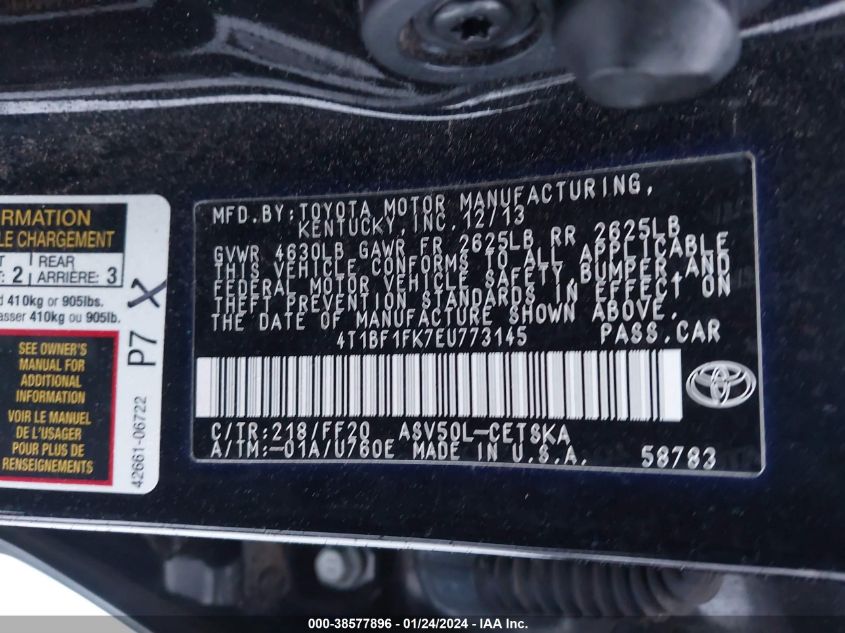 RMATION
LE CHARGEMENT
T
: 2
REAR
ARRIÈRE: 3
d 410kg or 905lbs.
asser 410kg ou 905lb.
SEE OWNER'S
MANUAL FOR
ADDITIONAL
INFORMATION
VOIR LE MANUEL
DE L'USAGER
POUR PLUS DE
RENSEIGNEMENTS
P7 X
42661-06722
MFD.BY:TOYOTA MOTOR MANUFACTURING,
KENTUCKY,INC.12/13
GVWR 4630LB GAWR FR 2625LB RR 2625LB
THIS VEHICLE CONFORMS TO ALL APPLICABLE
FEDERAL MOTOR VEHICLE SAFETY,BUMPER,AND
THEFT PREVENTION STANDARDS IN EFFECT ON
THE DATE OF MANUFACTURE SHOWN ABOVE.
4T1BF1FK7EU773145 PASS.CAR
C/TR:218/FF20 ASV50L-CETSKA
A/TM:-01A/U760E MADE IN U.S.A. 58783
000-38577896 - 01/24/2024 - IAA Inc.